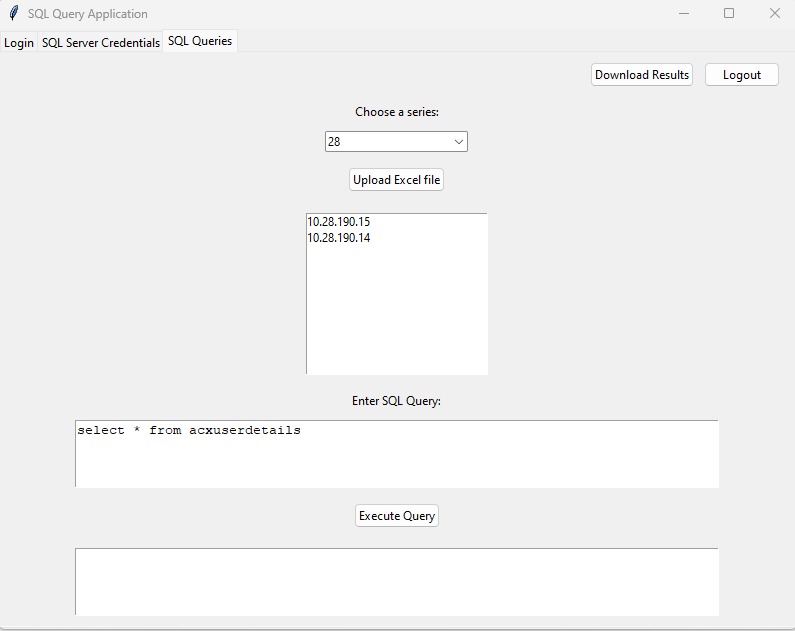 SQL Query Application
Login SQL Server Credentials SQL Queries
Download Results Logout
Choose a series:
28
Upload Excel file
10.28.190.15
10.28.190.14
Enter SQL Query:
select * from acxuserdetails
Execute Query